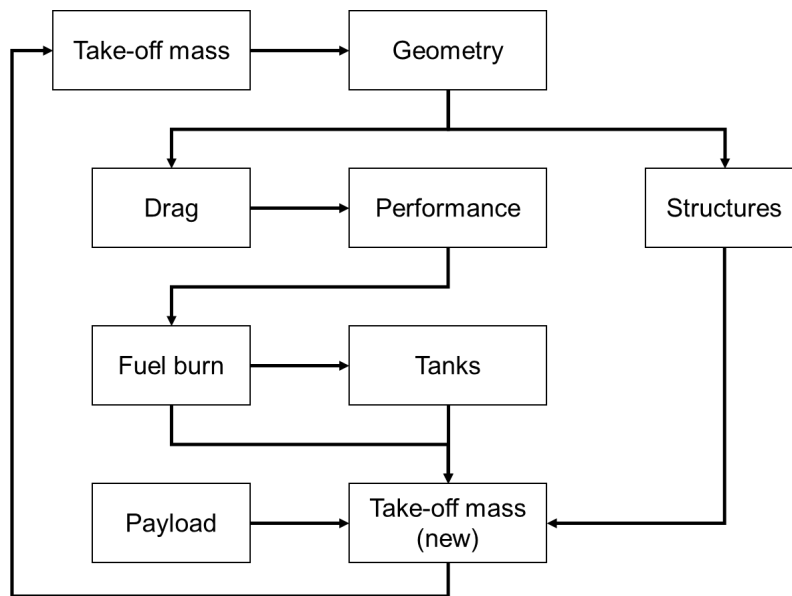 Take-off mass
Geometry
Drag
Performance
Structures
Fuel burn
Tanks
Payload
Take-off mass
(new)